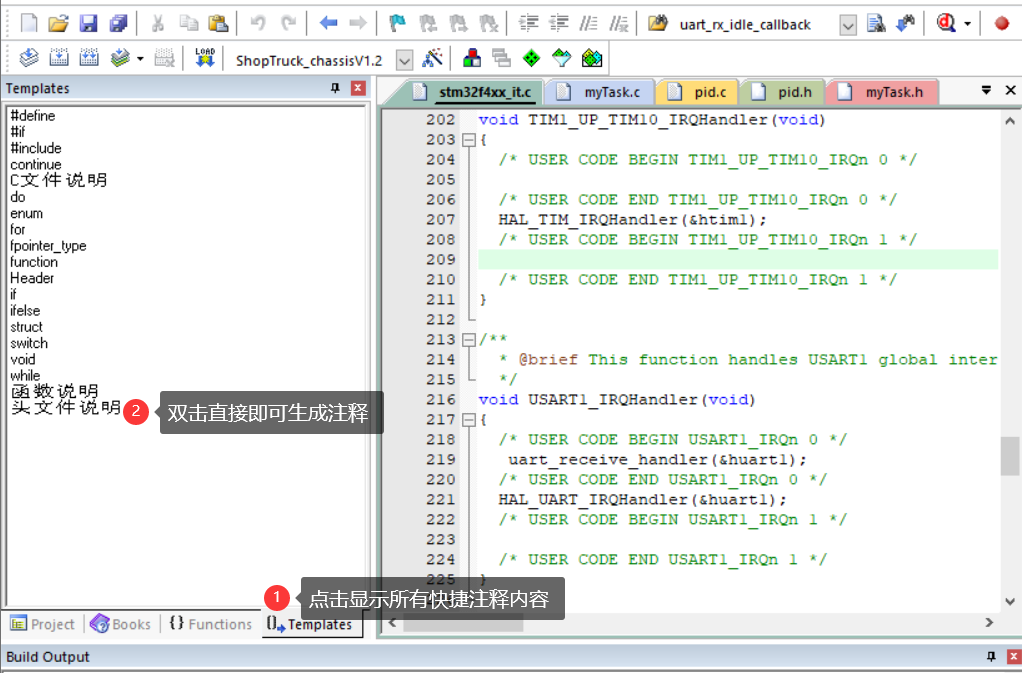 uart_rx_idle_callback
LOAD
ShopTruck_chassisV1.2
Templates
#define
#if
#include
continue
C文件说明
do
enum
for
fpointer_type
function
Header
if
ifelse
struct
switch
void
while
函数说明
头文件说明
2 双击直接即可生成注释
1 点击显示所有快捷注释内容
Project
Books
{} Functions
Templates
stm32f4xx_it.c
myTask.c
pid.c
pid.h
myTask.h
202 void TIM1_UP_TIM10_IRQHandler(void)
203 {
204 /* USER CODE BEGIN TIM1_UP_TIM10_IRQn 0 */
205
206 /* USER CODE END TIM1_UP_TIM10_IRQn 0 */
207 HAL_TIM_IRQHandler(&htim1);
208 /* USER CODE BEGIN TIM1_UP_TIM10_IRQn 1 */
209
210 /* USER CODE END TIM1_UP_TIM10_IRQn 1 */
211 }
212
213 /**
214 * @brief This function handles USART1 global inter
215 */
216 void USART1_IRQHandler(void)
217 {
218 /* USER CODE BEGIN USART1_IRQn 0 */
219 uart_receive_handler(&huart1);
220 /* USER CODE END USART1_IRQn 0 */
221 HAL_UART_IRQHandler(&huart1);
222 /* USER CODE BEGIN USART1_IRQn 1 */
223
224 /* USER CODE END USART1_IRQn 1 */
225 }
Build Output